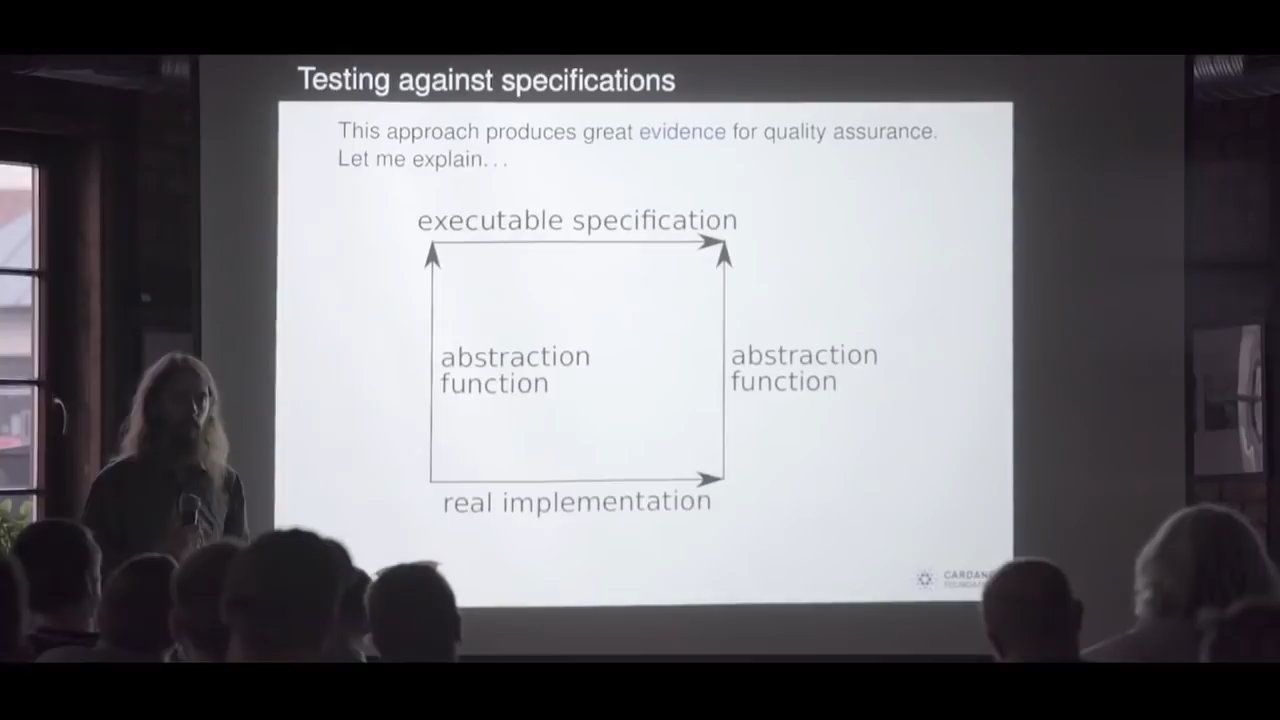 Testing against specifications
This approach produces great evidence for quality assurance.
Let me explain. . .
executable specification
abstraction
function
abstraction
function
real implementation